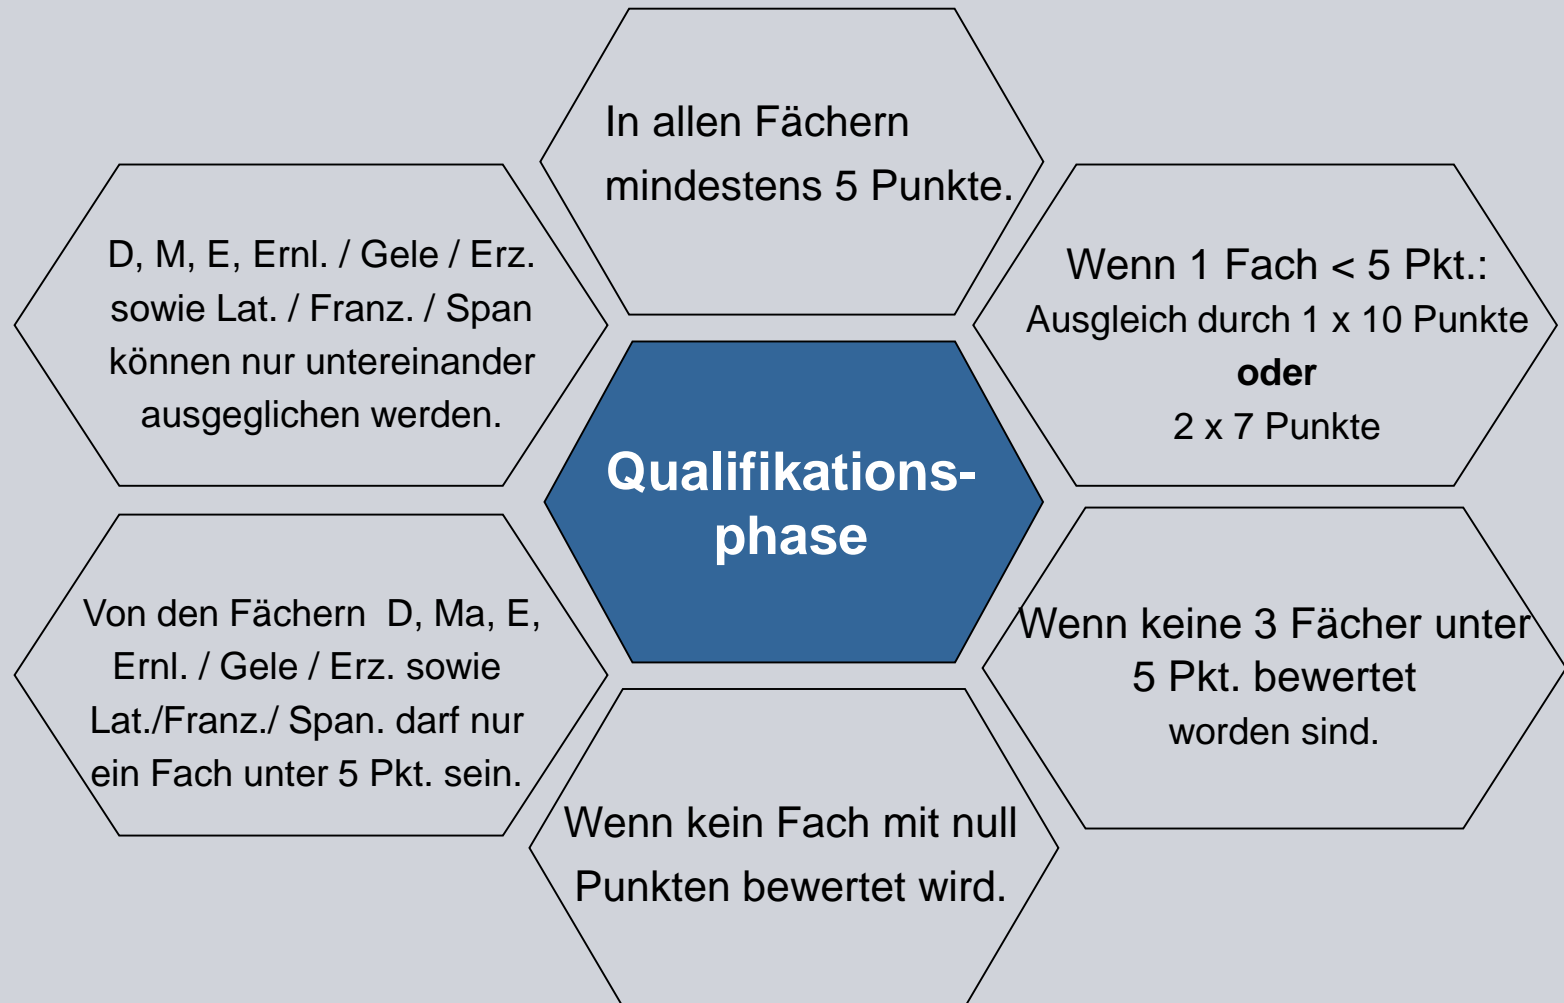 In allen Fächern
mindestens 5 Punkte.
D, M, E, Ernl. / Gele / Erz.
sowie Lat. / Franz. / Span
können nur untereinander
ausgeglichen werden.
Wenn 1 Fach < 5 Pkt.:
Ausgleich durch 1 x 10 Punkte
oder
2 x 7 Punkte
Qualifikations-
phase
Von den Fächern D, Ma, E,
Ernl. / Gele / Erz. sowie
Lat./Franz./ Span. darf nur
ein Fach unter 5 Pkt. sein.
Wenn keine 3 Fächer unter
5 Pkt. bewertet
worden sind.
Wenn kein Fach mit null
Punkten bewertet wird.